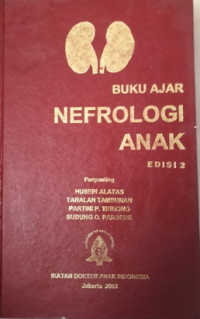 BUKU AJAR
NEFROLOGI
ANAK
EDISI 2
Penyunting
HUSEIN ALATAS
TARALAN TAMBUNAN
PARTINI P. TRIHONO
SUDUNG O. PARDEDE
IKATAN DOKTER ANAK INDONESIA
Jakarta 2002